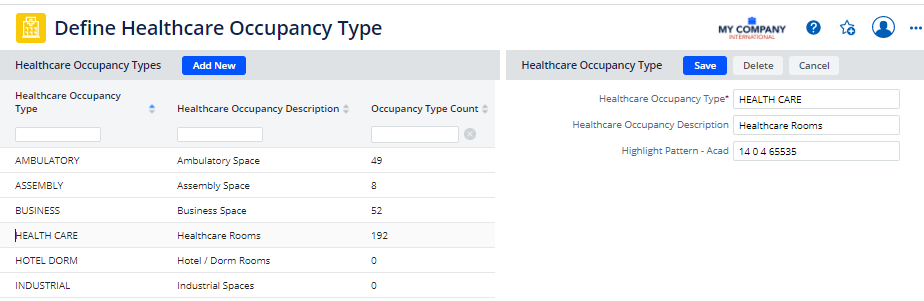 Define Healthcare Occupancy Type
MY COMPANY
INTERNATIONAL
?
Healthcare Occupancy Types
Add New
Healthcare Occupancy
Type
Healthcare Occupancy Description
Occupancy Type Count
AMBULATORY Ambulatory Space 49
ASSEMBLY Assembly Space 8
BUSINESS Business Space 52
HEALTH CARE Healthcare Rooms 192
HOTEL DORM Hotel / Dorm Rooms 0
INDUSTRIAL Industrial Spaces 0
Healthcare Occupancy Type
Save
Delete
Cancel
Healthcare Occupancy Type* HEALTH CARE
Healthcare Occupancy Description Healthcare Rooms
Highlight Pattern - Acad 14 0 4 65535